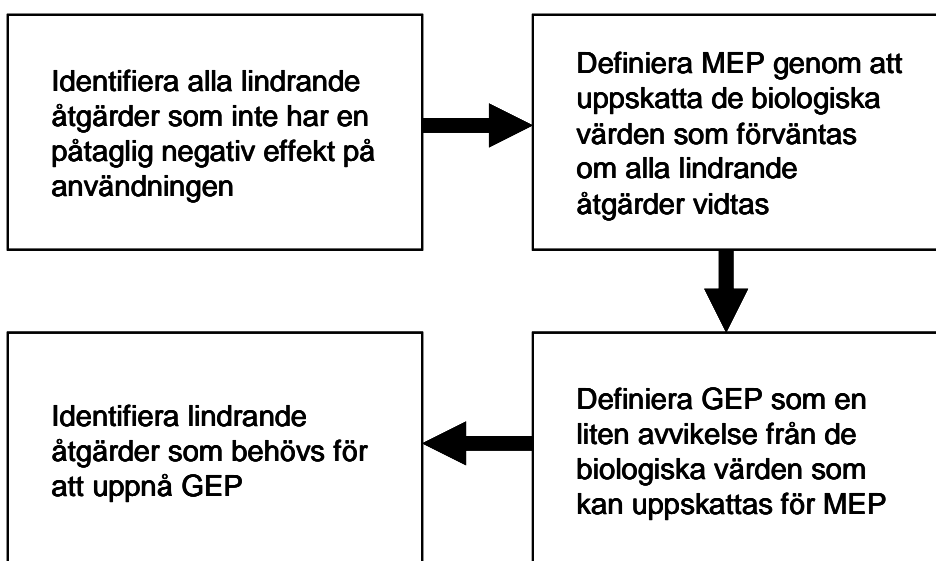 Identifiera alla lindrande
åtgärder som inte har en
påtaglig negativ effekt på
användningen
Definiera MEP genom att
uppskatta de biologiska
värden som förväntas
om alla lindrande
åtgärder vidtas
Definiera GEP som en
liten avvikelse från de
biologiska värden som
kan uppskattas för MEP
Identifiera lindrande
åtgärder som behövs för
att uppnå GEP